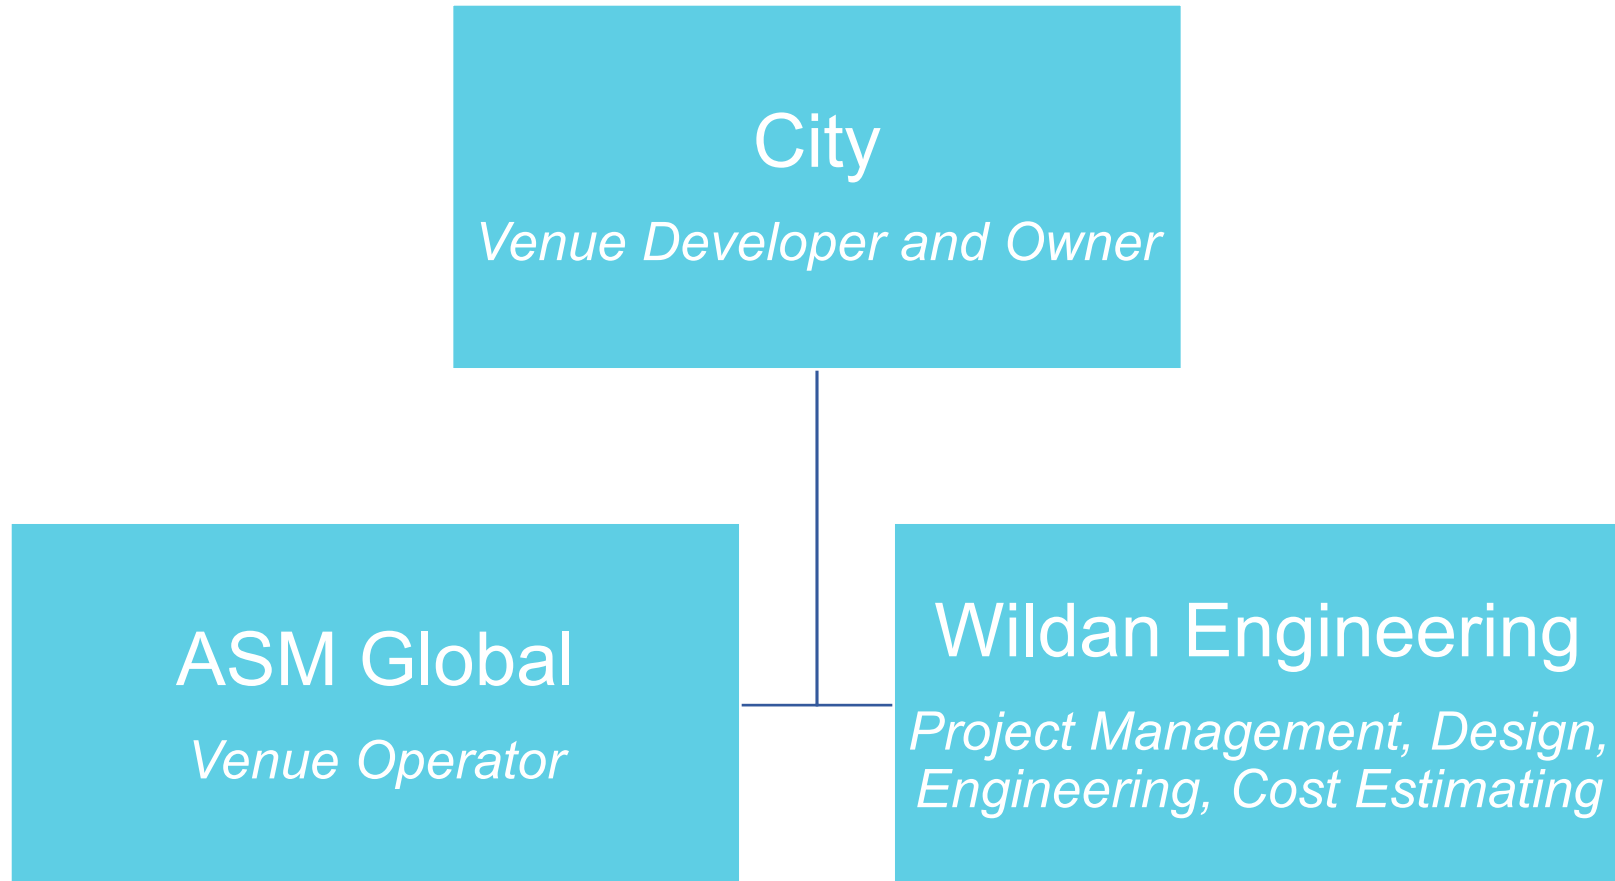 City
Venue Developer and Owner
ASM Global
Venue Operator
Wildan Engineering
Project Management, Design,
Engineering, Cost Estimating